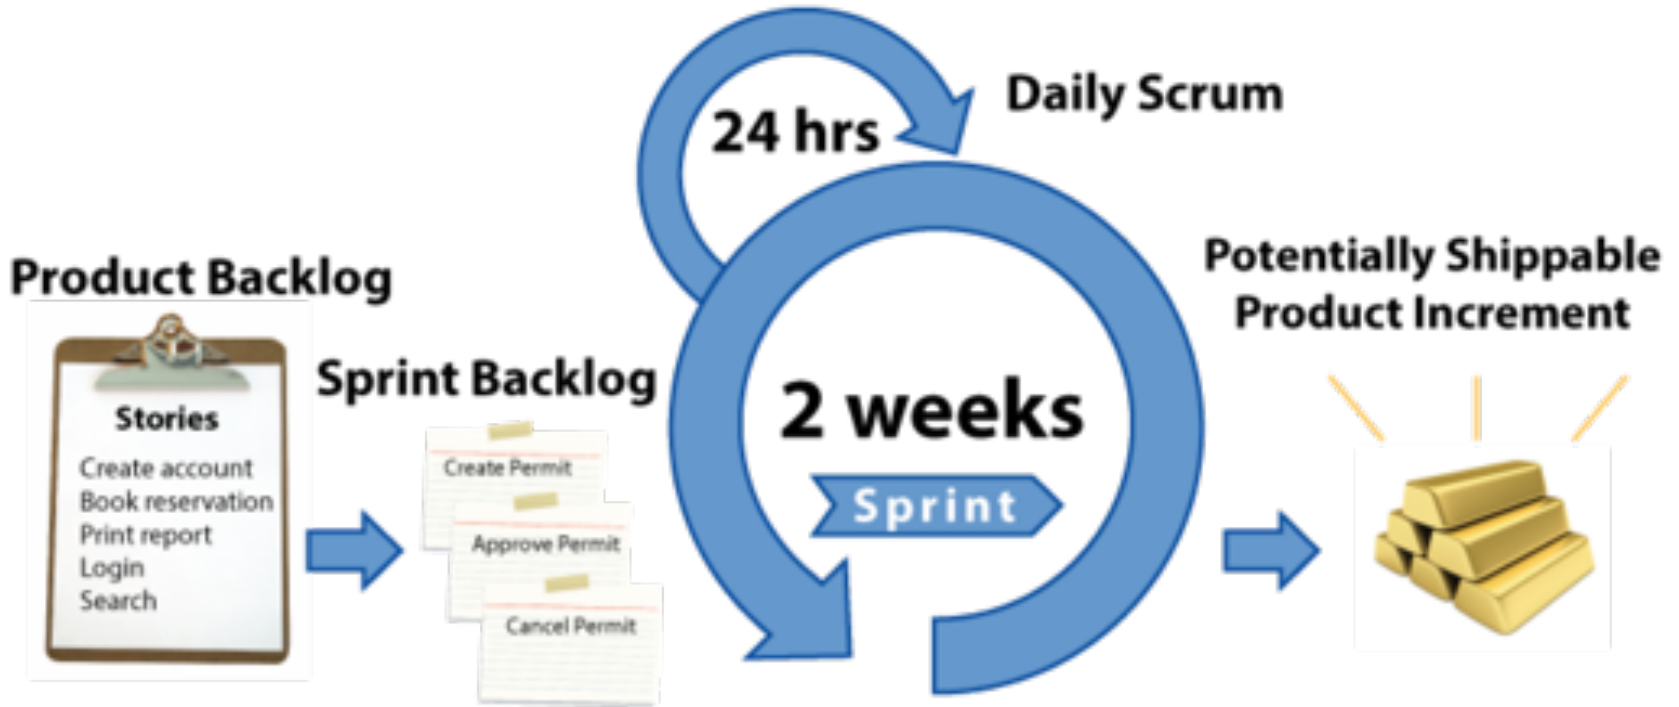 Product Backlog
Stories
Create account
Book reservation
Print report
Login
Search
Sprint Backlog
Create Permit
Approve Permit
Cancel Permit
24 hrs
Daily Scrum
2 weeks
Sprint
Potentially Shippable
Product Increment